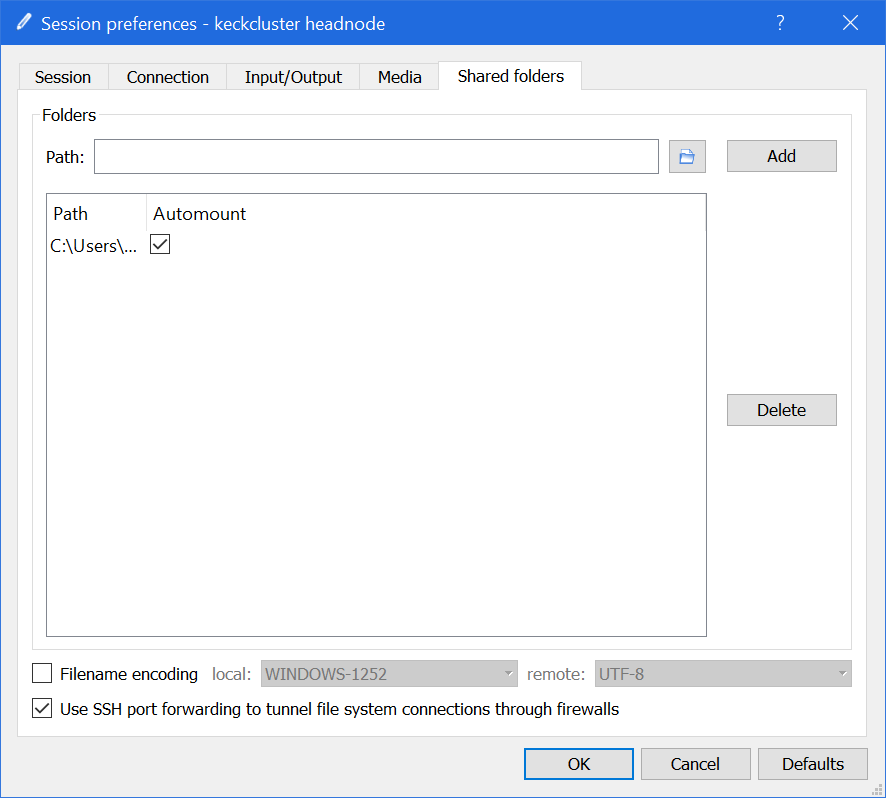 Session preferences - keckcluster headnode ?
Session Connection Input/Output Media Shared folders
Folders
Path: Add
Path Automount
C:\Users\...
Delete
Filename encoding local: WINDOWS-1252 remote: UTF-8
Use SSH port forwarding to tunnel file system connections through firewalls
OK Cancel Defaults